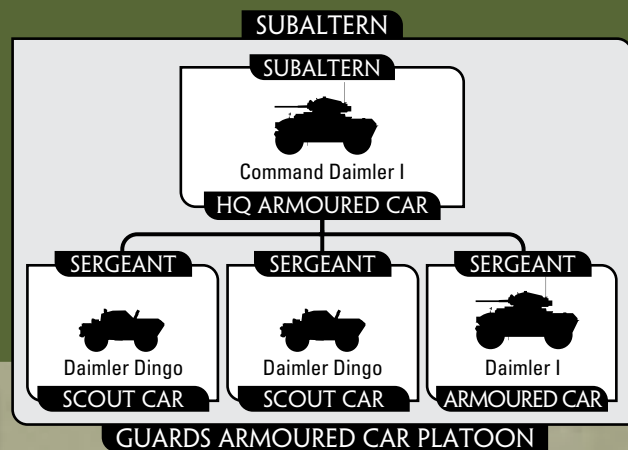 SUBALTERN
SUBALTERN
Command Daimler I
HQ ARMOURED CAR
SERGEANT
SERGEANT
SERGEANT
Daimler Dingo
Daimler Dingo
Daimler I
SCOUT CAR
SCOUT CAR
ARMOURED CAR
GUARDS ARMOURED CAR PLATOON